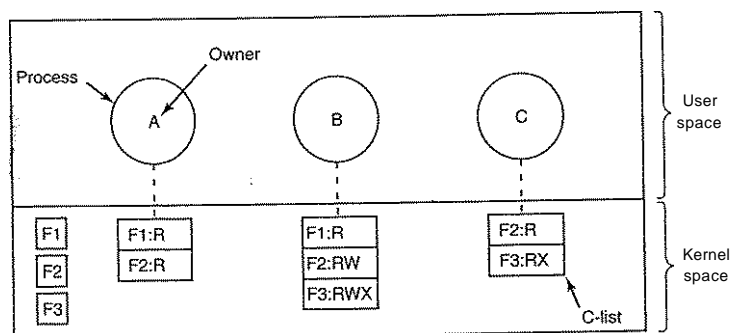 Owner
Process
A
B
C
User
space
F1
F2
F3
F1:R
F2:R
F1:R
F2:RW
F3:RWX
F2:R
F3:RX
C-list
Kernel
space